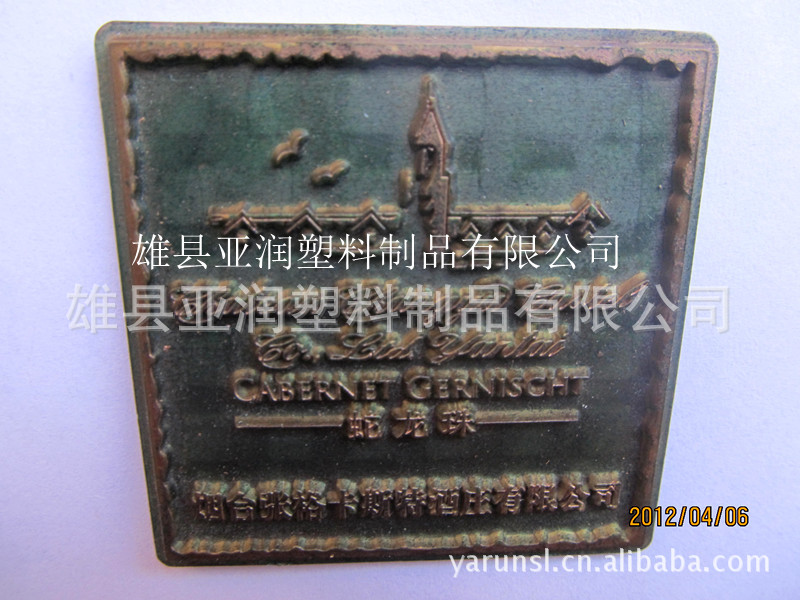 雄县亚润塑料制品有限公司
雄县亚润塑料制品有限公司
Co., Ltd. Yantai
CABERNET GERNISCHT
蛇龙珠
烟台张裕卡斯特酒庄有限公司
2012/04/06
yarunsl.cn.alibaba.com